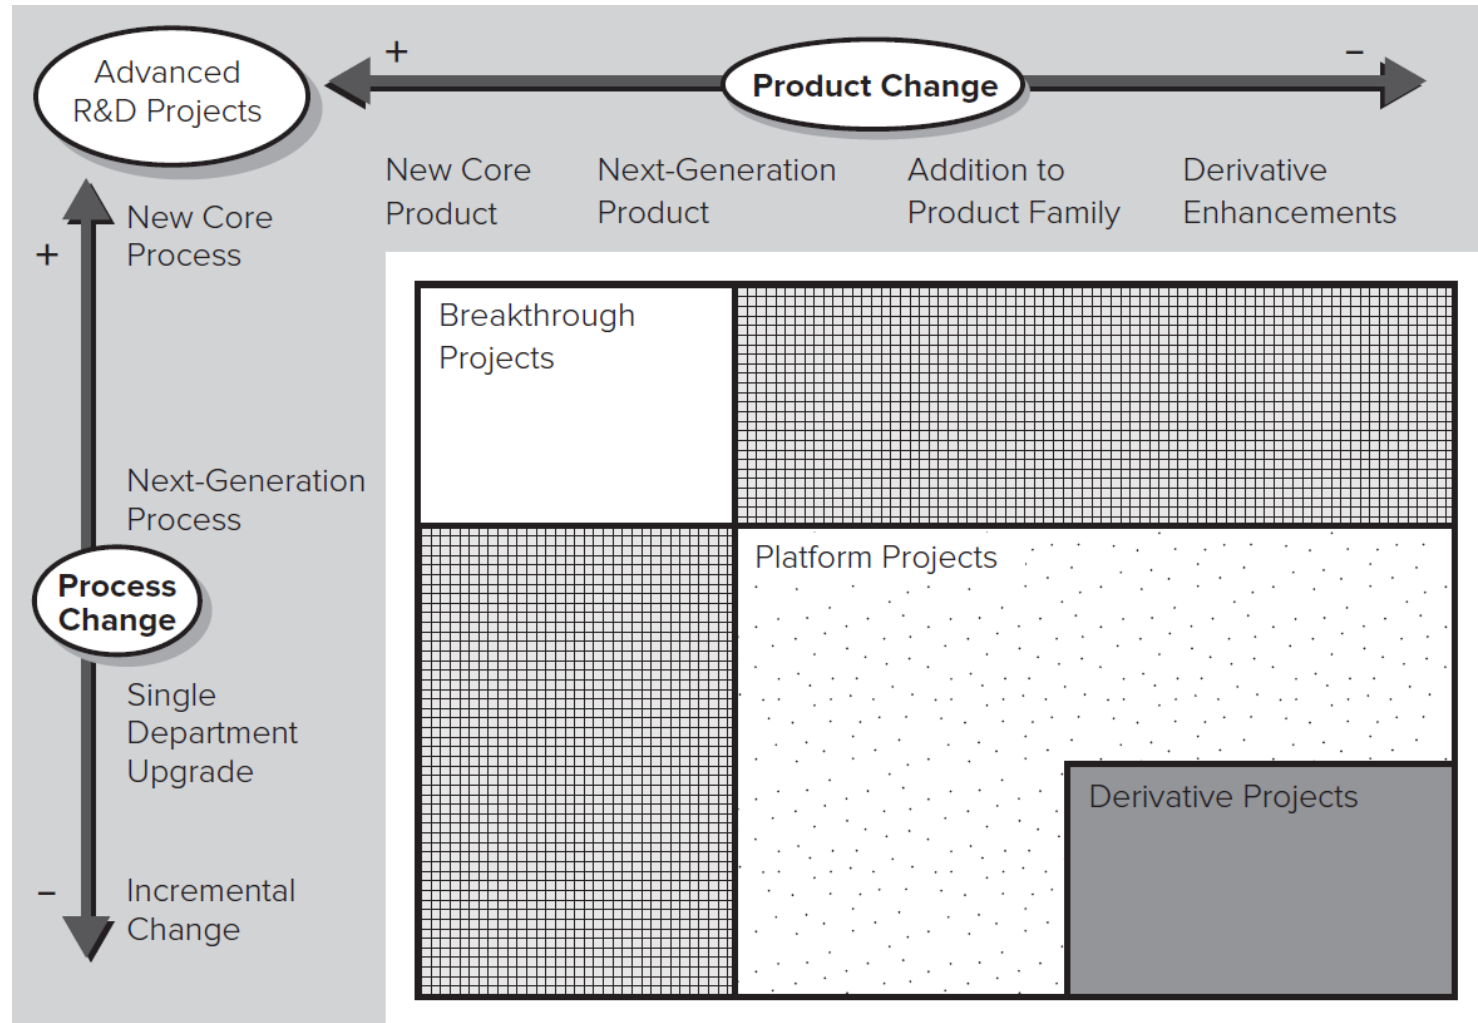 Advanced
R&D Projects
+
Product Change
–
New Core
Product
Next-Generation
Product
Addition to
Product Family
Derivative
Enhancements
+
New Core
Process
Next-Generation
Process
Process
Change
Single
Department
Upgrade
–
Incremental
Change
Breakthrough
Projects
Platform Projects
Derivative Projects